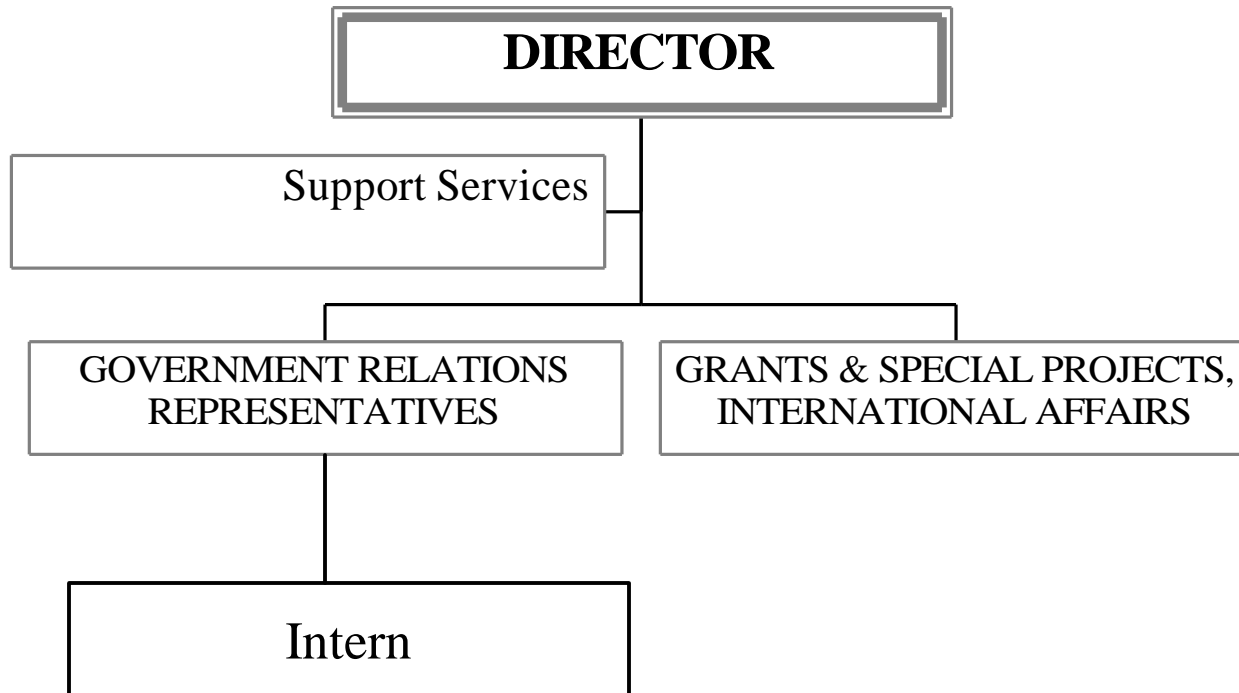 DIRECTOR
Support Services
GOVERNMENT RELATIONS
REPRESENTATIVES
GRANTS & SPECIAL PROJECTS,
INTERNATIONAL AFFAIRS
Intern